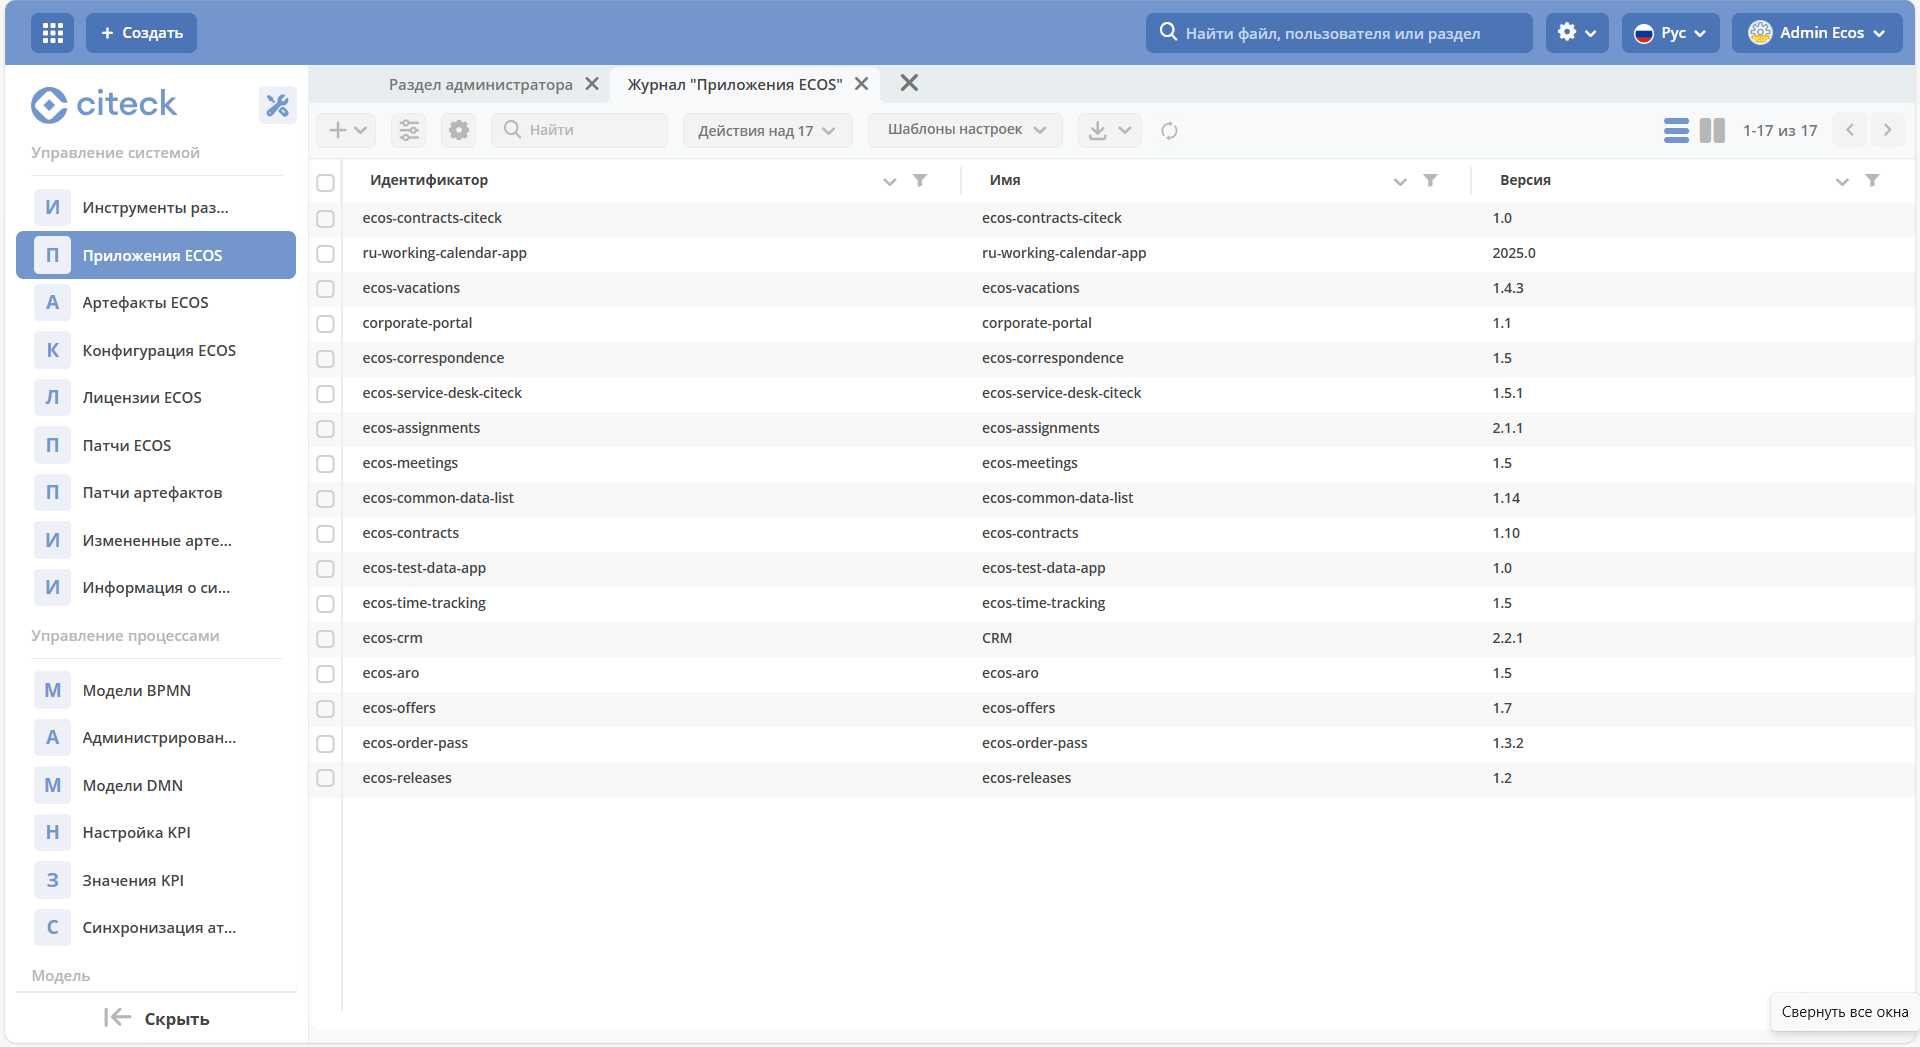 Создать
Найти файл, пользователя или раздел
Рус
Admin Ecos
citeck
Управление системой
И Инструменты раз...
П Приложения ECOS
А Артефакты ECOS
К Конфигурация ECOS
Л Лицензии ECOS
П Патчи ECOS
П Патчи артефактов
И Измененные арте...
И Информация о си...
Управление процессами
М Модели BPMN
А Администрирован...
М Модели DMN
Н Настройка KPI
З Значения KPI
С Синхронизация ат...
Модель
Скрыть
Раздел администратора
Журнал "Приложения ECOS"
Найти
Действия над 17
Шаблоны настроек
1-17 из 17
Идентификатор Имя Версия
ecos-contracts-citeck ecos-contracts-citeck 1.0
ru-working-calendar-app ru-working-calendar-app 2025.0
ecos-vacations ecos-vacations 1.4.3
corporate-portal corporate-portal 1.1
ecos-correspondence ecos-correspondence 1.5
ecos-service-desk-citeck ecos-service-desk-citeck 1.5.1
ecos-assignments ecos-assignments 2.1.1
ecos-meetings ecos-meetings 1.5
ecos-common-data-list ecos-common-data-list 1.14
ecos-contracts ecos-contracts 1.10
ecos-test-data-app ecos-test-data-app 1.0
ecos-time-tracking ecos-time-tracking 1.5
ecos-crm CRM 2.2.1
ecos-aro ecos-aro 1.5
ecos-offers ecos-offers 1.7
ecos-order-pass ecos-order-pass 1.3.2
ecos-releases ecos-releases 1.2
Свернуть все окна